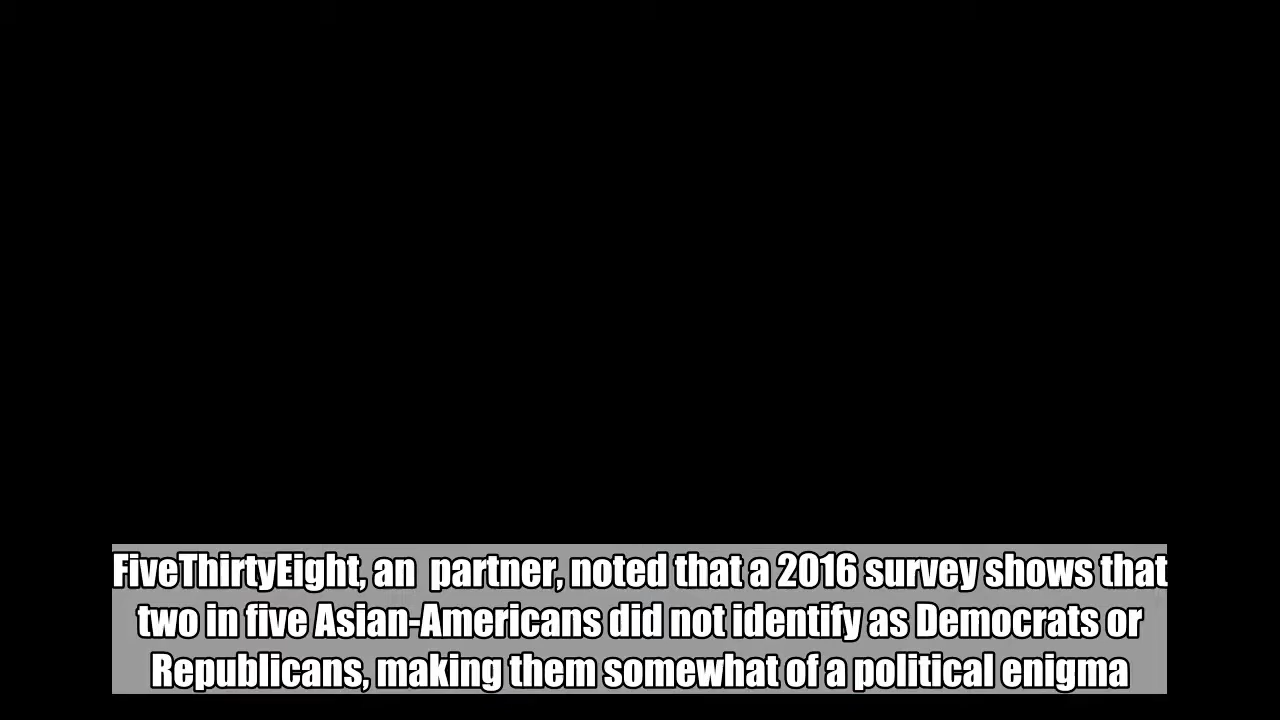 FiveThirtyEight, an  partner, noted that a 2016 survey shows that
two in five Asian-Americans did not identify as Democrats or
Republicans, making them somewhat of a political enigma